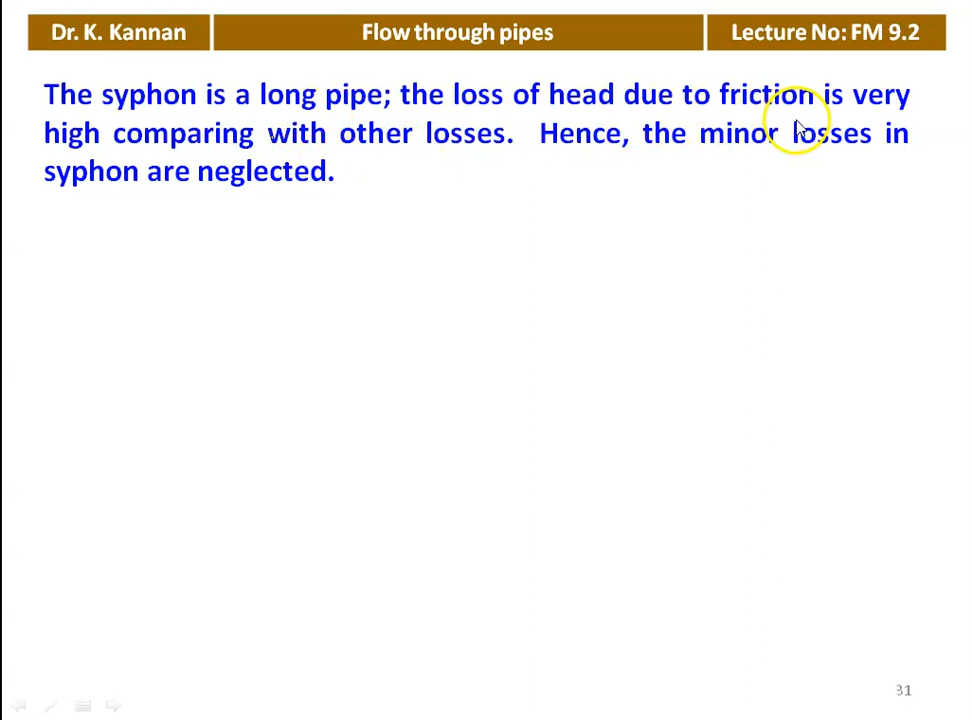 Dr. K. Kannan
Flow through pipes
Lecture No: FM 9.2
The syphon is a long pipe; the loss of head due to friction is very
high comparing with other losses. Hence, the minor losses in
syphon are neglected.
31